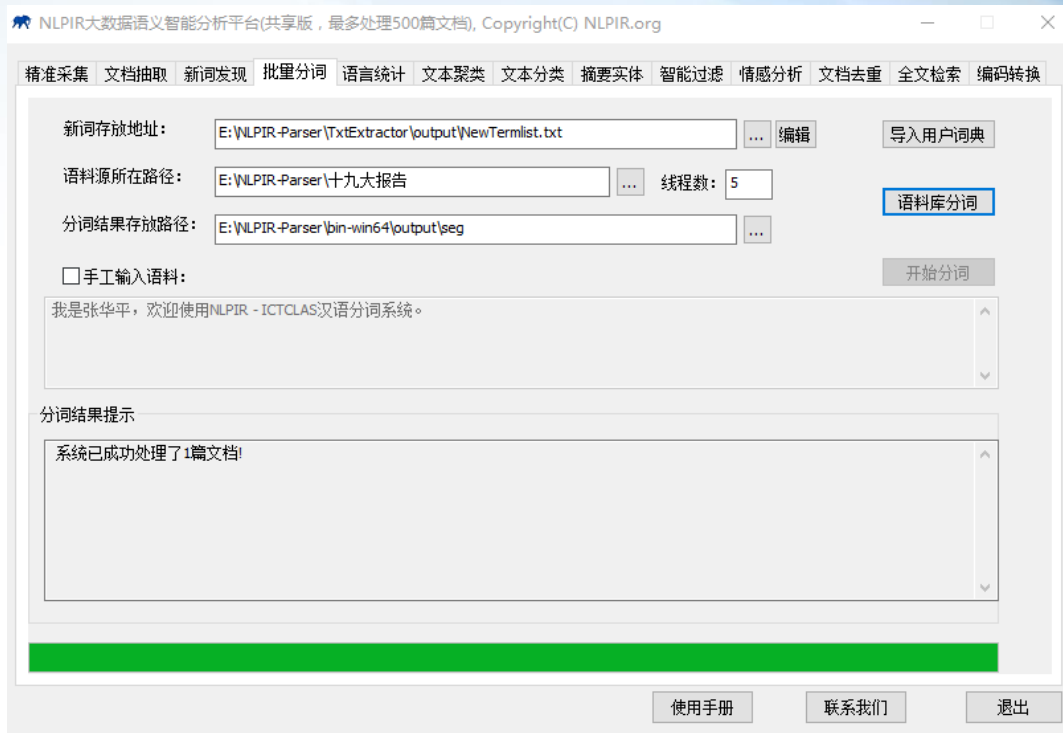 NLPIR大数据语义智能分析平台(共享版，最多处理500篇文档), Copyright(C) NLPIR.org
精准采集 文档抽取 新词发现 批量分词 语言统计 文本聚类 文本分类 摘要实体 智能过滤 情感分析 文档去重 全文检索 编码转换
新词存放地址： E:\NLPIR-Parser\TxtExtractor\output\NewTermlist.txt ... 编辑 导入用户词典
语料源所在路径： E:\NLPIR-Parser\十九大报告 ... 线程数： 5
语料库分词
分词结果存放路径： E:\NLPIR-Parser\bin-win64\output\seg ...
手工输入语料： 开始分词
我是张华平，欢迎使用NLPIR - ICTCLAS汉语分词系统。
分词结果提示
系统已成功处理了1篇文档!
使用手册 联系我们 退出